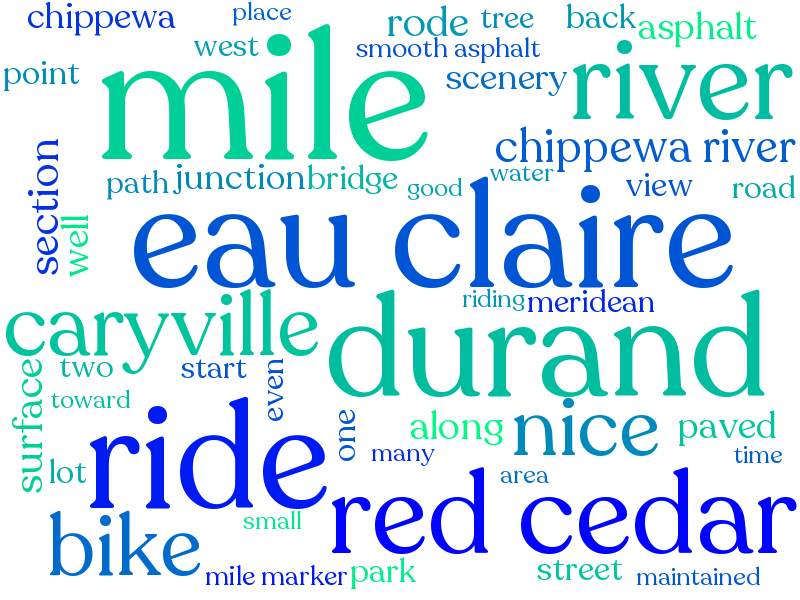 chippewa
place
rode
tree
back
asphalt
west
smooth asphalt
point
mile
scenery
river
chippewa river
section
path
junction
bridge
good
water
view
road
well
eau claire
riding
meridean
caryville
durand
surface
two
start
even
toward
ride
one
along
nice
paved
many
time
lot
area
red cedar
small
bike
mile marker
park
street
maintained